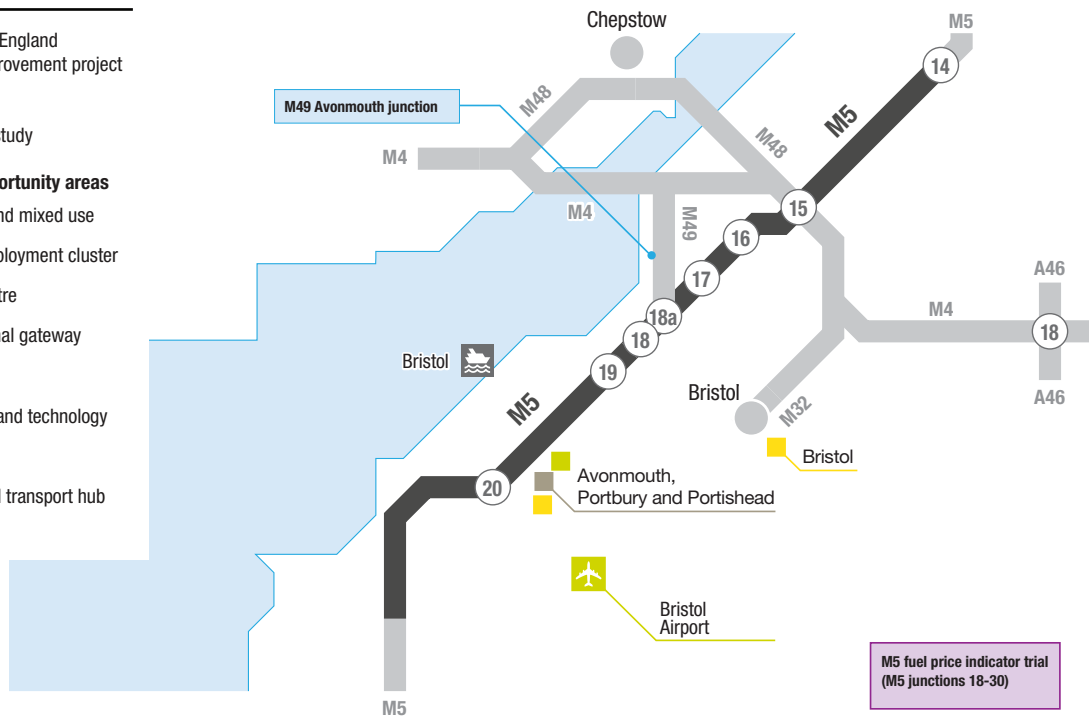 England
rovement project
study
portunity areas
nd mixed use
ployment cluster
tre
nal gateway
and technology
l transport hub
Chepstow
M5
14
M49 Avonmouth junction
M48
M5
M4
M48
M4
M49
15
16
17
18a
18
19
A46
M4
18
A46
Bristol
M5
Bristol
M32
Bristol
20
Avonmouth,
Portbury and Portishead
Bristol
Airport
M5 fuel price indicator trial
(M5 junctions 18-30)
M5